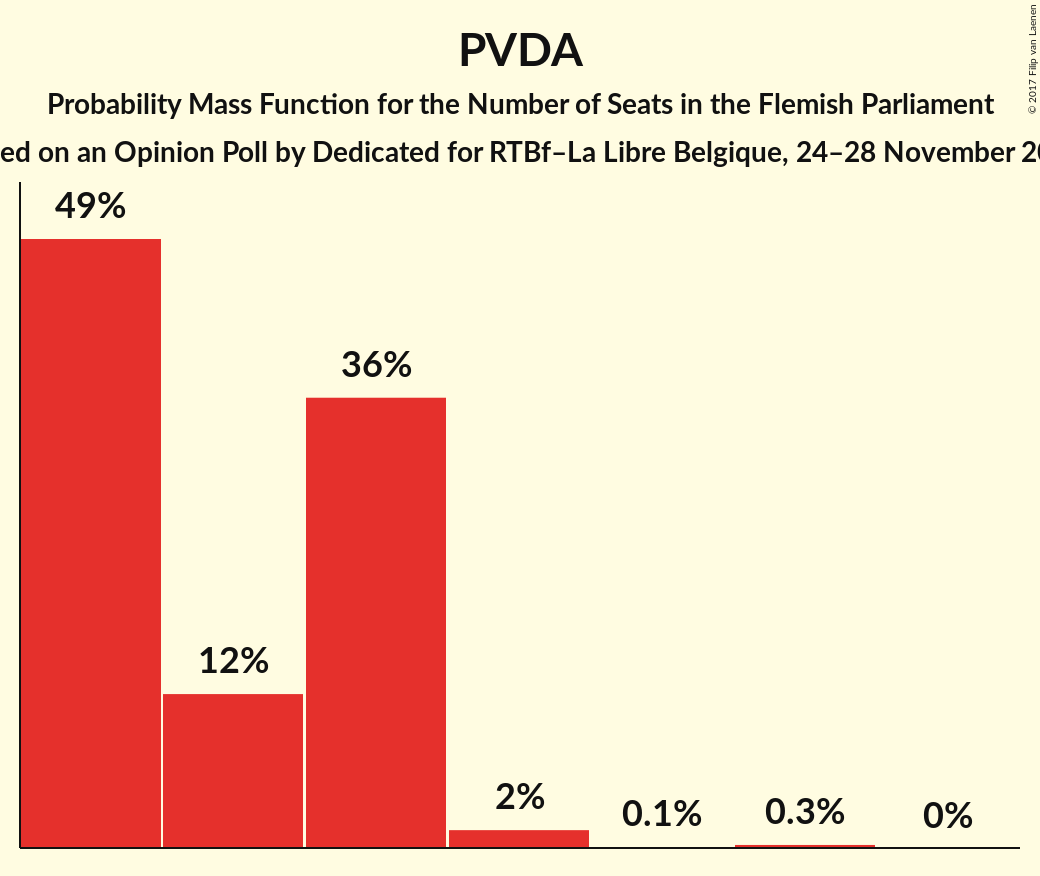 PVDA
Probability Mass Function for the Number of Seats in the Flemish Parliament
ed on an Opinion Poll by Dedicated for RTBf–La Libre Belgique, 24–28 November 20
49%
12%
36%
2%
0.1%
0.3%
0%
© 2017 Filip van Laenen